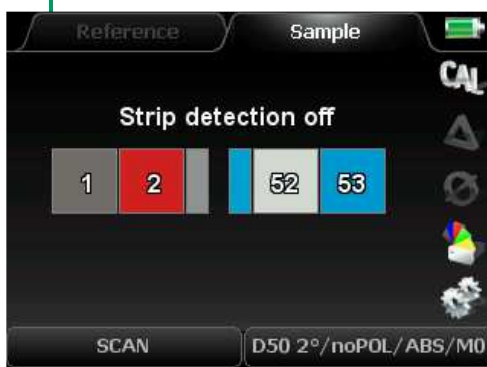 Reference Sample
CAL
Strip detection off
1 2 52 53
SCAN D50 2°/noPOL/ABS/M0